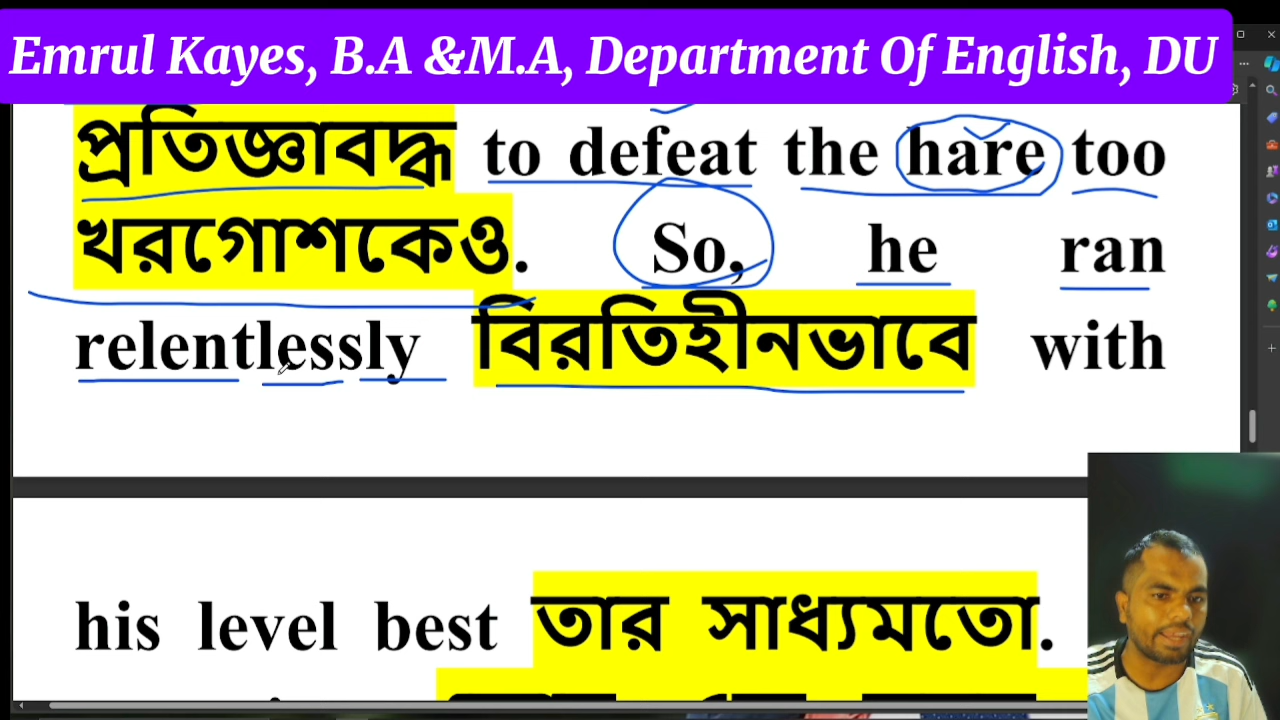 Emrul Kayes, B.A &M.A, Department Of English, DU
প্রতিজ্ঞাবদ্ধ to defeat the hare too
খরগোশকেও. So, he ran
relentlessly বিরতিহীনভাবে with
his level best তার সাধ্যমতো.